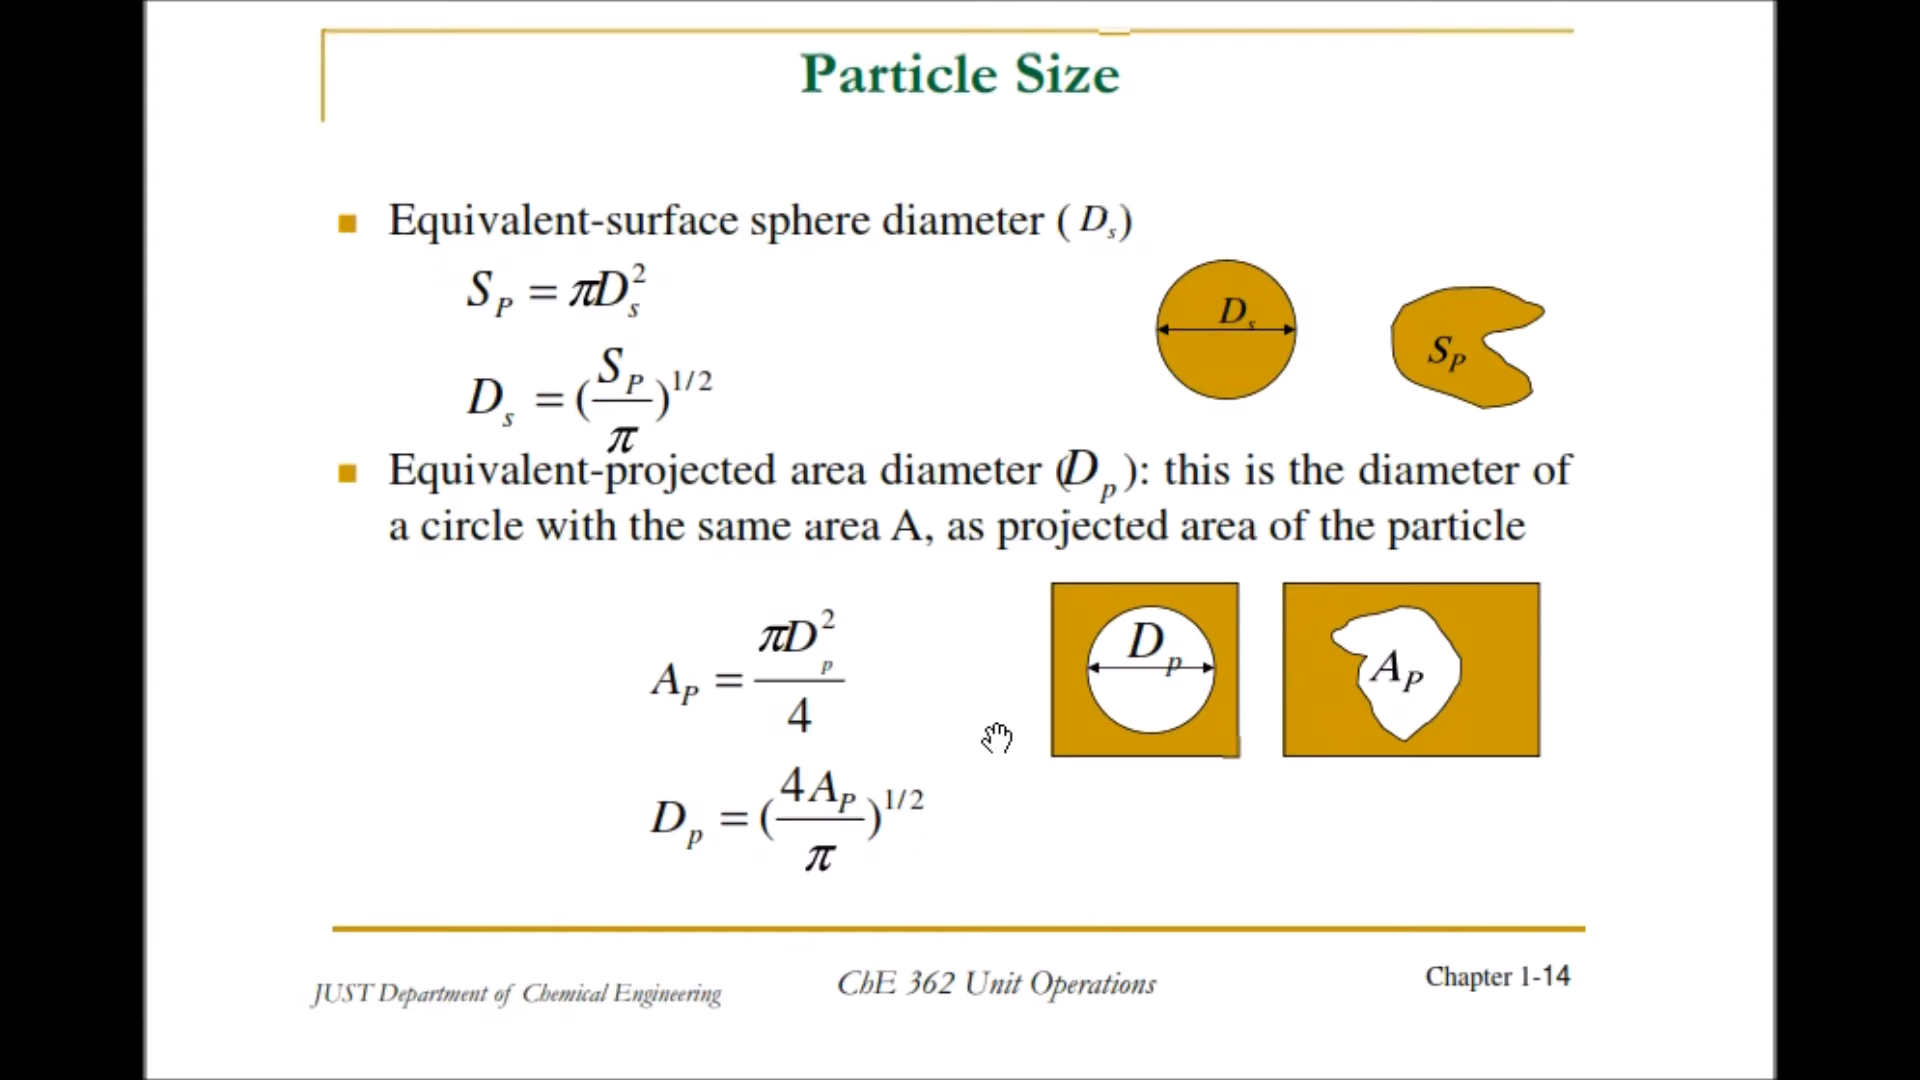 Particle Size
Equivalent-surface sphere diameter ( Dₛ)
S_P = πD_s^2
D_s = (S_P/π)^1/2
D_s
S_P
Equivalent-projected area diameter (D_p): this is the diameter of
a circle with the same area A, as projected area of the particle
A_P = πD_p^2/4
D_p = (4A_P/π)^1/2
D_p
A_P
JUST Department of Chemical Engineering
ChE 362 Unit Operations
Chapter 1-14